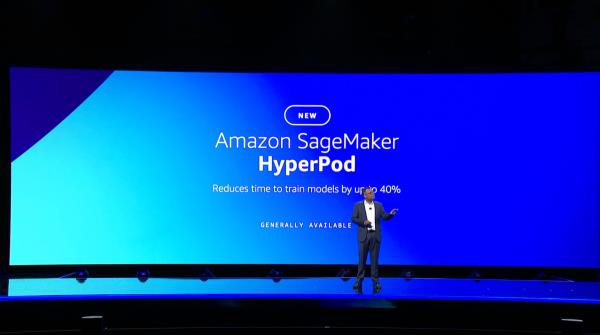 NEW
Amazon SageMaker
HyperPod
Reduces time to train models by up to 40%
GENERALLY AVAILABLE